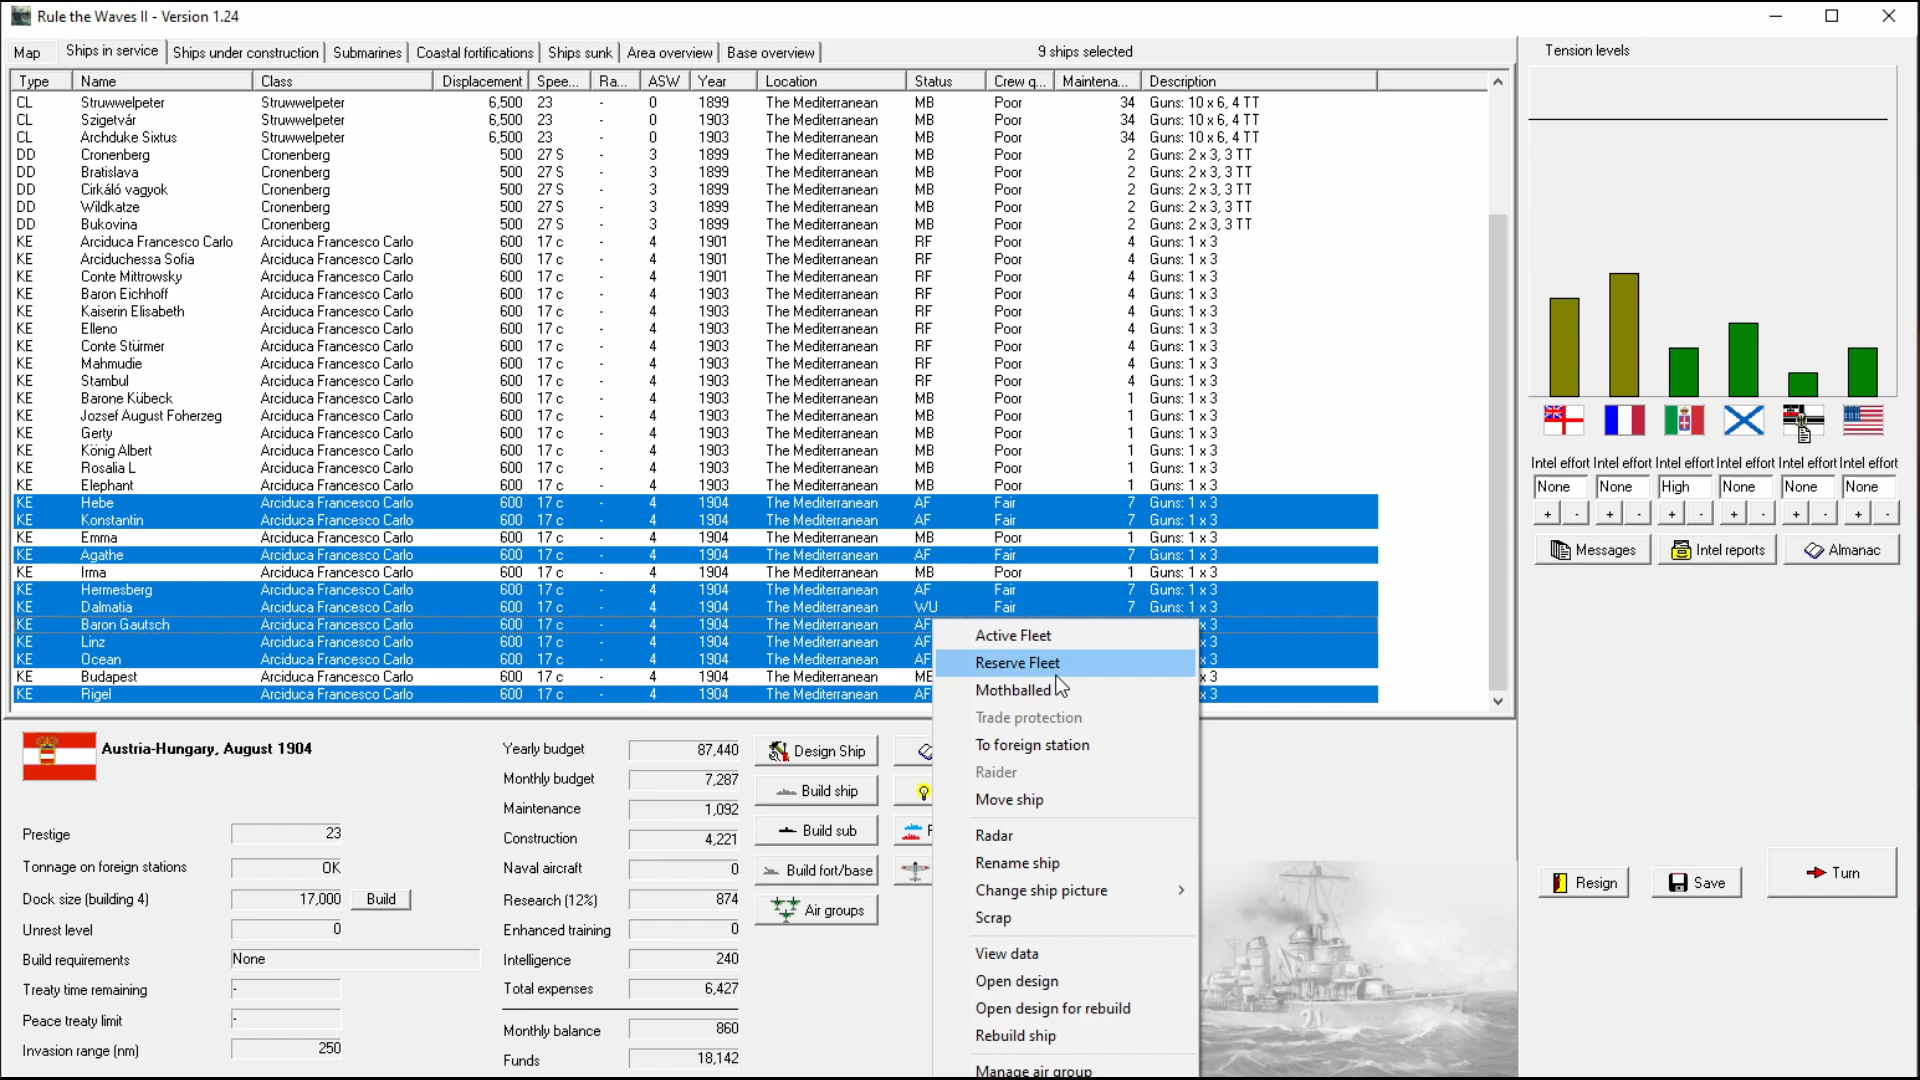 Rule the Waves II - Version 1.24
Map Ships in service Ships under construction Submarines Coastal fortifications Ships sunk Area overview Base overview 9 ships selected Tension levels
Type Name Class Displacement Spee... Ra... ASW Year Location Status Crew q... Maintena... Description
CL Struwwelpeter Struwwelpeter 6,500 23 - 0 1899 The Mediterranean MB Poor 34 Guns: 10 x 6, 4 TT
CL Szigetvár Struwwelpeter 6,500 23 - 0 1903 The Mediterranean MB Poor 34 Guns: 10 x 6, 4 TT
CL Archduke Sixtus Struwwelpeter 6,500 23 - 0 1903 The Mediterranean MB Poor 34 Guns: 10 x 6, 4 TT
DD Cronenberg Cronenberg 500 27 S - 3 1899 The Mediterranean MB Poor 2 Guns: 2 x 3, 3 TT
DD Bratislava Cronenberg 500 27 S - 3 1899 The Mediterranean MB Poor 2 Guns: 2 x 3, 3 TT
DD Cirkáló vagyok Cronenberg 500 27 S - 3 1899 The Mediterranean MB Poor 2 Guns: 2 x 3, 3 TT
DD Wildkatze Cronenberg 500 27 S - 3 1899 The Mediterranean MB Poor 2 Guns: 2 x 3, 3 TT
DD Bukovina Cronenberg 500 27 S - 3 1899 The Mediterranean MB Poor 2 Guns: 2 x 3, 3 TT
KE Arciduca Francesco Carlo Arciduca Francesco Carlo 600 17 c - 4 1901 The Mediterranean RF Poor 4 Guns: 1 x 3
KE Arciduchessa Sofia Arciduca Francesco Carlo 600 17 c - 4 1901 The Mediterranean RF Poor 4 Guns: 1 x 3
KE Conte Mittrowsky Arciduca Francesco Carlo 600 17 c - 4 1901 The Mediterranean RF Poor 4 Guns: 1 x 3
KE Baron Eichhoff Arciduca Francesco Carlo 600 17 c - 4 1903 The Mediterranean RF Poor 4 Guns: 1 x 3
KE Kaiserin Elisabeth Arciduca Francesco Carlo 600 17 c - 4 1903 The Mediterranean RF Poor 4 Guns: 1 x 3
KE Elleno Arciduca Francesco Carlo 600 17 c - 4 1903 The Mediterranean RF Poor 4 Guns: 1 x 3
KE Conte Stürmer Arciduca Francesco Carlo 600 17 c - 4 1903 The Mediterranean RF Poor 4 Guns: 1 x 3
KE Mahmudie Arciduca Francesco Carlo 600 17 c - 4 1903 The Mediterranean RF Poor 4 Guns: 1 x 3
KE Stambul Arciduca Francesco Carlo 600 17 c - 4 1903 The Mediterranean RF Poor 4 Guns: 1 x 3
KE Barone Kübeck Arciduca Francesco Carlo 600 17 c - 4 1903 The Mediterranean MB Poor 1 Guns: 1 x 3
KE Jozsef August Foherzeg Arciduca Francesco Carlo 600 17 c - 4 1903 The Mediterranean MB Poor 1 Guns: 1 x 3
KE Gerty Arciduca Francesco Carlo 600 17 c - 4 1903 The Mediterranean MB Poor 1 Guns: 1 x 3
KE König Albert Arciduca Francesco Carlo 600 17 c - 4 1903 The Mediterranean MB Poor 1 Guns: 1 x 3
KE Rosalia L Arciduca Francesco Carlo 600 17 c - 4 1903 The Mediterranean MB Poor 1 Guns: 1 x 3
KE Elephant Arciduca Francesco Carlo 600 17 c - 4 1903 The Mediterranean MB Poor 1 Guns: 1 x 3
KE Hebe Arciduca Francesco Carlo 600 17 c - 4 1904 The Mediterranean AF Fair 7 Guns: 1 x 3
KE Konstantin Arciduca Francesco Carlo 600 17 c - 4 1904 The Mediterranean AF Fair 7 Guns: 1 x 3
KE Emma Arciduca Francesco Carlo 600 17 c - 4 1904 The Mediterranean MB Poor 1 Guns: 1 x 3
KE Agathe Arciduca Francesco Carlo 600 17 c - 4 1904 The Mediterranean AF Fair 7 Guns: 1 x 3
KE Irma Arciduca Francesco Carlo 600 17 c - 4 1904 The Mediterranean MB Poor 1 Guns: 1 x 3
KE Hermesberg Arciduca Francesco Carlo 600 17 c - 4 1904 The Mediterranean AF Fair 7 Guns: 1 x 3
KE Dalmatia Arciduca Francesco Carlo 600 17 c - 4 1904 The Mediterranean WU Fair 7 Guns: 1 x 3
KE Baron Gautsch Arciduca Francesco Carlo 600 17 c - 4 1904 The Mediterranean AF x 3
KE Linz Arciduca Francesco Carlo 600 17 c - 4 1904 The Mediterranean AF x 3
KE Ocean Arciduca Francesco Carlo 600 17 c - 4 1904 The Mediterranean AF x 3
KE Budapest Arciduca Francesco Carlo 600 17 c - 4 1904 The Mediterranean x 3
KE Rigel Arciduca Francesco Carlo 600 17 c - 4 1904 The Mediterranean AF x 3
Active Fleet
Reserve Fleet
Mothballed
Trade protection
To foreign station
Raider
Move ship
Radar
Rename ship
Change ship picture
Scrap
View data
Open design
Open design for rebuild
Rebuild ship
Manage air group
Intel effort Intel effort Intel effort Intel effort Intel effort Intel effort
None None High None None None
+ - + - + - + - + - + -
Messages Intel reports Almanac
Austria-Hungary, August 1904
Prestige 23
Tonnage on foreign stations OK
Dock size (building 4) 17,000 Build
Unrest level 0
Build requirements None
Treaty time remaining -
Peace treaty limit -
Invasion range (nm) 250
Yearly budget 87,440
Monthly budget 7,287
Maintenance 1,092
Construction 4,221
Naval aircraft 0
Research (12%) 874
Enhanced training 0
Intelligence 240
Total expenses 6,427
Monthly balance 860
Funds 18,142
Design Ship
Build ship
Build sub
Build fort/base
Air groups
21
Resign Save Turn